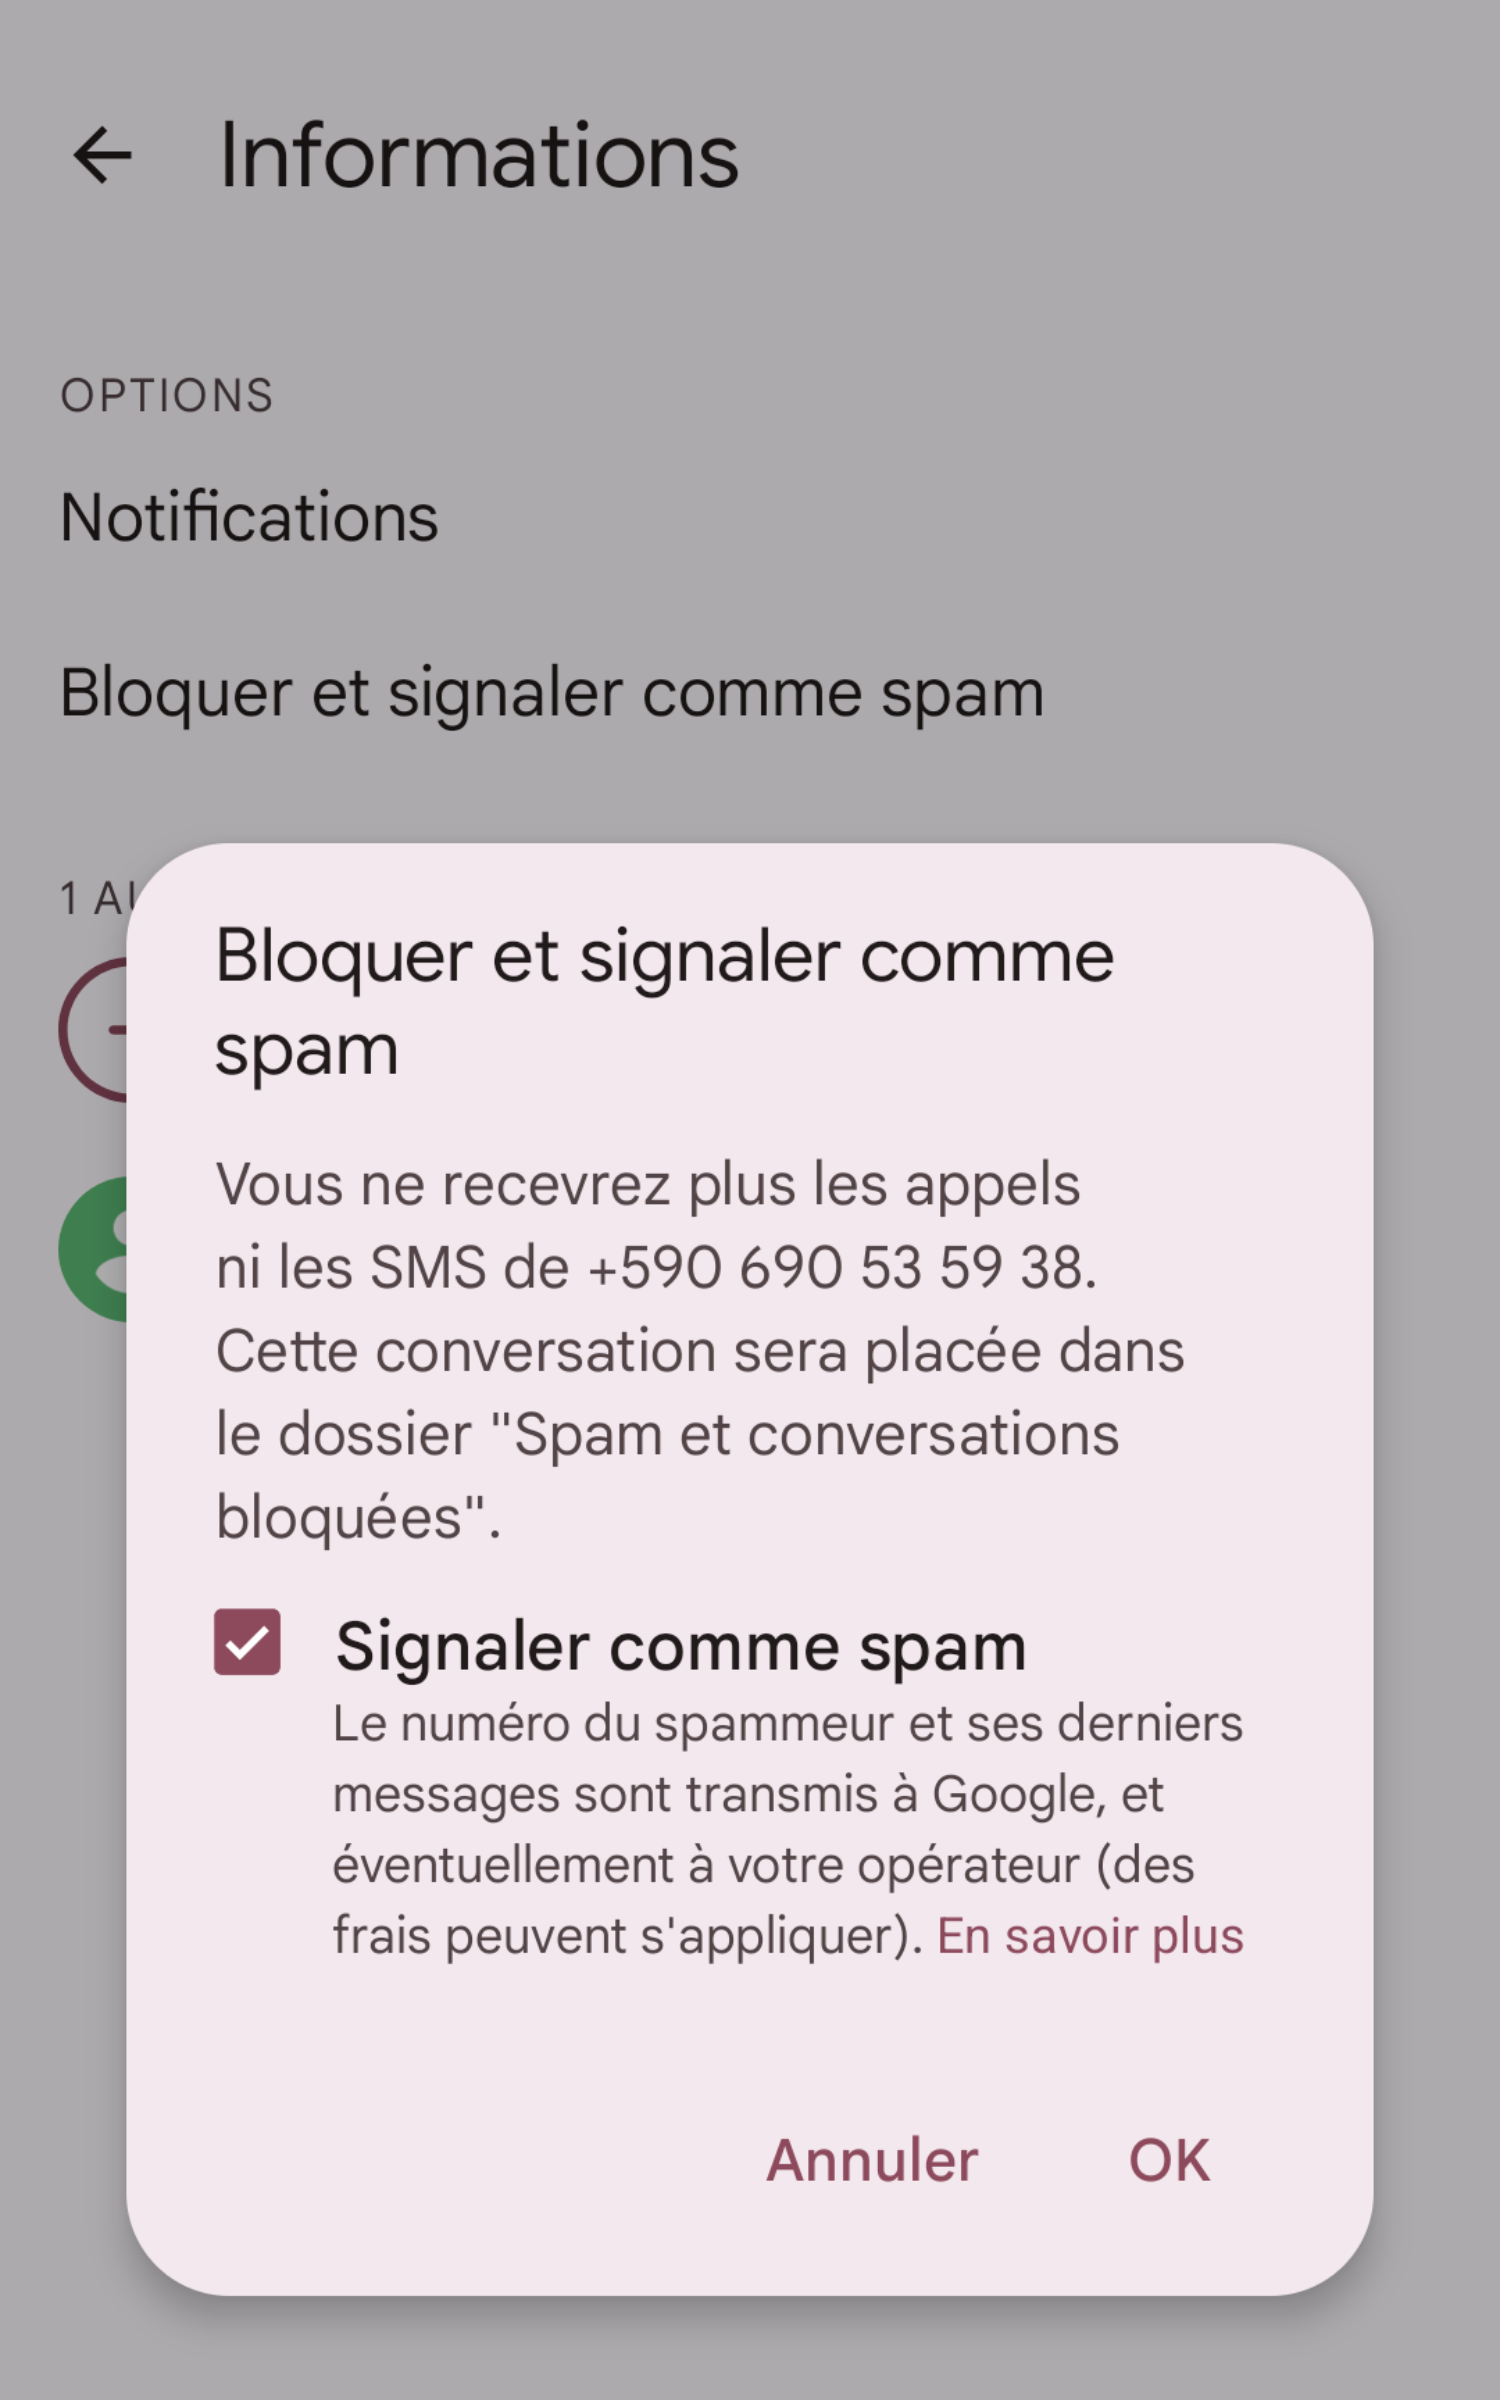 Informations
OPTIONS
Notifications
Bloquer et signaler comme spam
1 AU
Bloquer et signaler comme
spam
Vous ne recevrez plus les appels
ni les SMS de +590 690 53 59 38.
Cette conversation sera placée dans
le dossier "Spam et conversations
bloquées".
Signaler comme spam
Le numéro du spammeur et ses derniers
messages sont transmis à Google, et
éventuellement à votre opérateur (des
frais peuvent s'appliquer). En savoir plus
Annuler OK